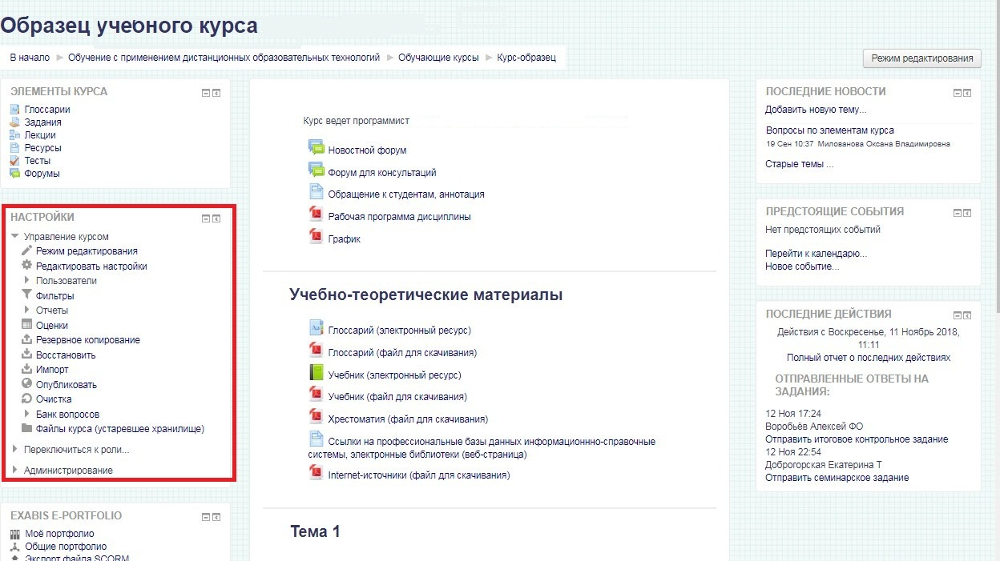 Образец учебного курса
В начало
Обучение с применением дистанционных образовательных технологий
Обучающие курсы
Курс-образец
Режим редактирования
ЭЛЕМЕНТЫ КУРСА
Глоссарии
Задания
Лекции
Ресурсы
Тесты
Форумы
НАСТРОЙКИ
Управление курсом
Режим редактирования
Редактировать настройки
Пользователи
Фильтры
Отчеты
Оценки
Резервное копирование
Восстановить
Импорт
Опубликовать
Очистка
Банк вопросов
Файлы курса (устаревшее хранилище)
Переключиться к роли...
Администрирование
EXABIS E-PORTFOLIO
Моё портфолио
Общие портфолио
Экспорт файла SCORM
Курс ведет программист
Новостной форум
Форум для консультаций
Обращение к студентам, аннотация
Рабочая программа дисциплины
График
Учебно-теоретические материалы
Глоссарий (электронный ресурс)
Глоссарий (файл для скачивания)
Учебник (электронный ресурс)
Учебник (файл для скачивания)
Хрестоматия (файл для скачивания)
Ссылки на профессиональные базы данных информационнно-справочные
системы, электронные библиотеки (веб-страница)
Internet-источники (файл для скачивания)
Тема 1
ПОСЛЕДНИЕ НОВОСТИ
Добавить новую тему...
Вопросы по элементам курса
19 Сен 10:37 Милованова Оксана Владимировна
Старые темы ...
ПРЕДСТОЯЩИЕ СОБЫТИЯ
Нет предстоящих событий
Перейти к календарю...
Новое событие...
ПОСЛЕДНИЕ ДЕЙСТВИЯ
Действия с Воскресенье, 11 Ноябрь 2018,
11:11
Полный отчет о последних действиях
ОТПРАВЛЕННЫЕ ОТВЕТЫ НА
ЗАДАНИЯ:
12 Ноя 17:24
Воробьёв Алексей ФО
Отправить итоговое контрольное задание
12 Ноя 22:54
Доброгорская Екатерина Т
Отправить семинарское задание